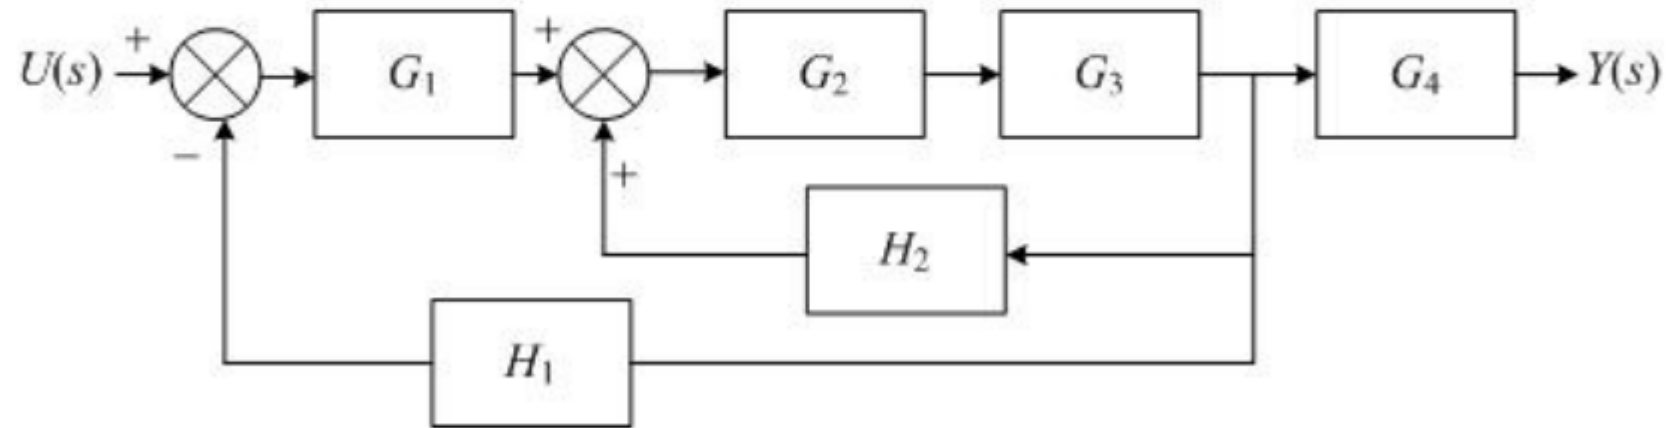 + +
U(s) G₁ G₂ G₃ G₄ Y(s)
− +
H₂
H₁